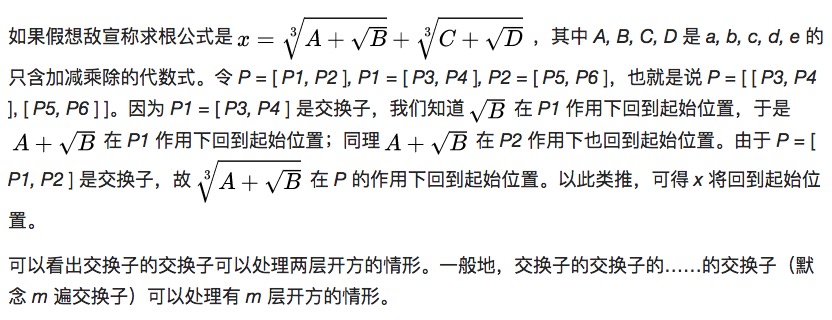 如果假想敌宣称求根公式是 $x = \sqrt[3]{A+\sqrt{B}} + \sqrt[3]{C+\sqrt{D}}$ ，其中 A, B, C, D 是 a, b, c, d, e 的
只含加减乘除的代数式。令 P = [ P1, P2 ], P1 = [ P3, P4 ], P2 = [ P5, P6 ]，也就是说 P = [ [ P3, P4
], [ P5, P6 ] ]。因为 P1 = [ P3, P4 ] 是交换子，我们知道 $\sqrt{B}$ 在 P1 作用下回到起始位置，于是
$A+\sqrt{B}$ 在 P1 作用下回到起始位置；同理 $A+\sqrt{B}$ 在 P2 作用下也回到起始位置。由于 P = [
P1, P2 ] 是交换子，故 $\sqrt[3]{A+\sqrt{B}}$ 在 P 的作用下回到起始位置。以此类推，可得 x 将回到起始位
置。
可以看出交换子的交换子可以处理两层开方的情形。一般地，交换子的交换子的……的交换子（默
念 m 遍交换子）可以处理有 m 层开方的情形。